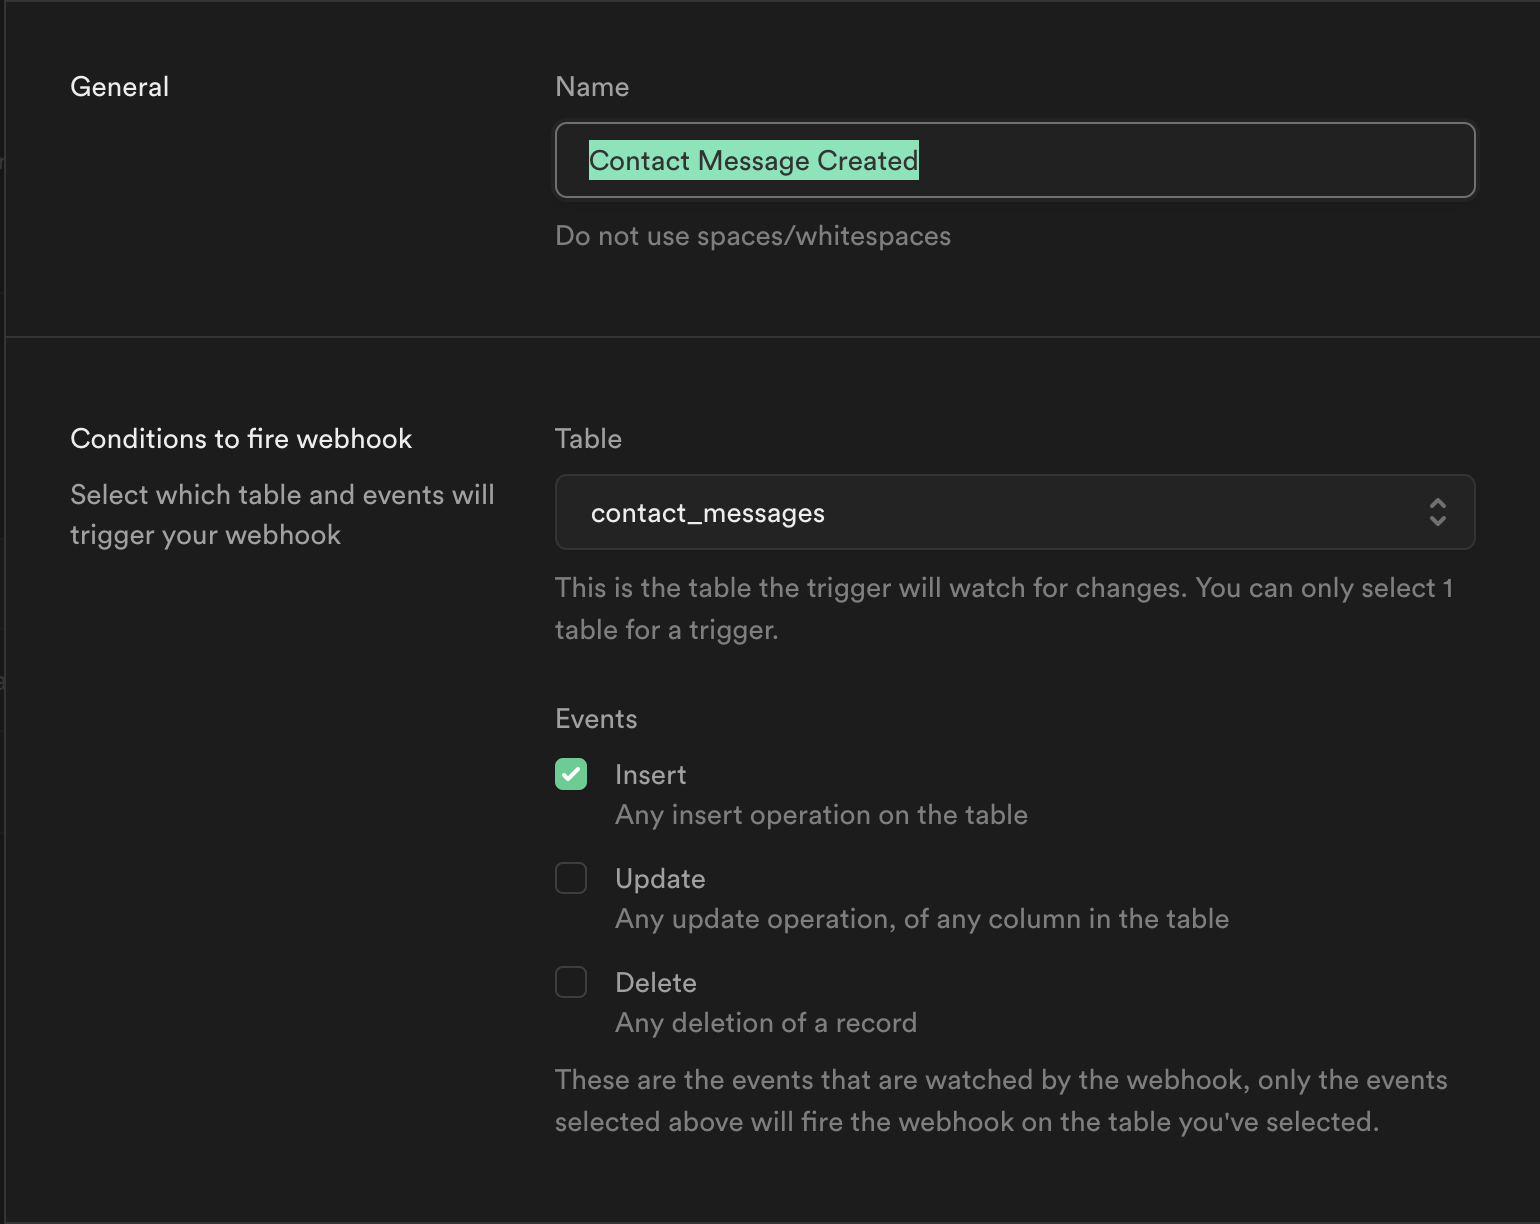 General
Name
Contact Message Created
Do not use spaces/whitespaces
Conditions to fire webhook
Select which table and events will
trigger your webhook
Table
contact_messages
This is the table the trigger will watch for changes. You can only select 1
table for a trigger.
Events
Insert
Any insert operation on the table
Update
Any update operation, of any column in the table
Delete
Any deletion of a record
These are the events that are watched by the webhook, only the events
selected above will fire the webhook on the table you've selected.